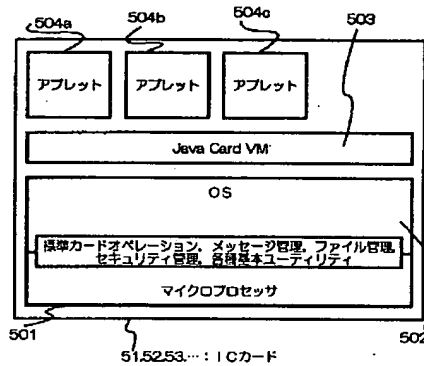 504a 504b 504c 503
アプレット アプレット アプレット
Java Card VM
OS
標準カードオペレーション, メッセージ管理, ファイル管理,
セキュリティ管理, 各種基本ユーティリティ
マイクロプロセッサ
501 502
51,52,53,…: ICカード